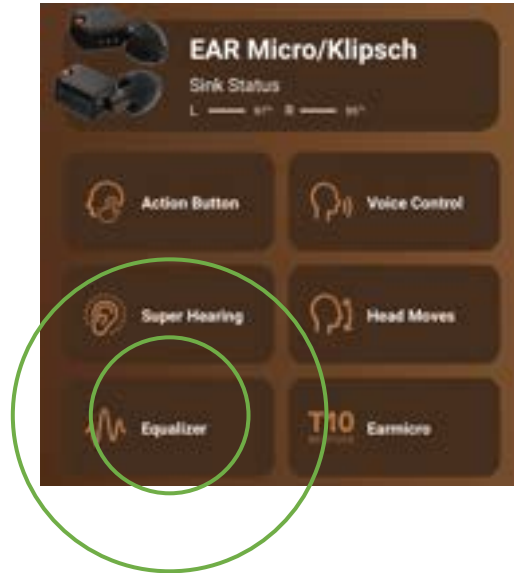 EAR Micro/Klipsch
Sink Status
L R
Action Button
Voice Control
Super Hearing
Head Moves
Equalizer
T10
Earmicro